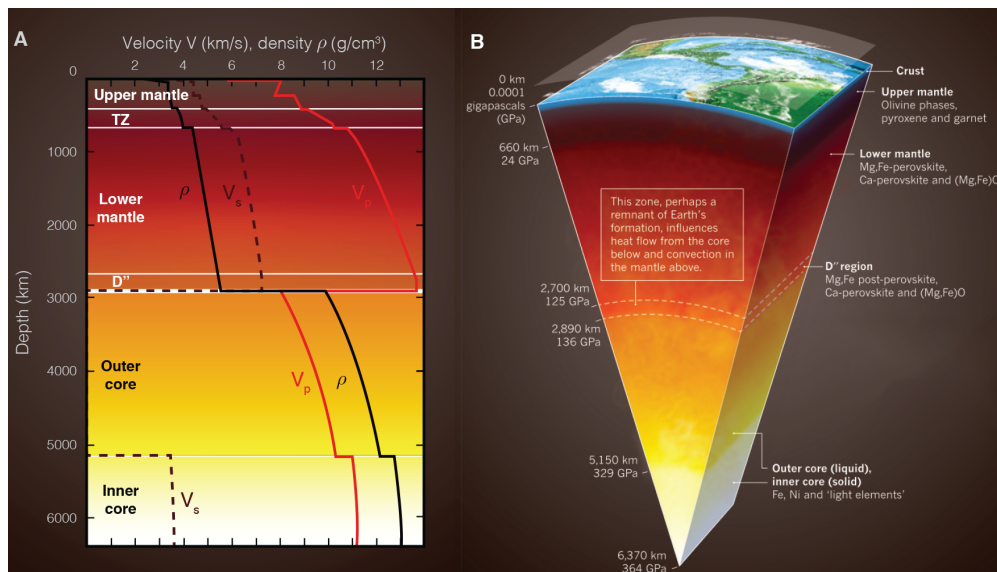 A
Velocity V (km/s), density ρ (g/cm³)
2 4 6 8 10 12
0
1000
2000
3000
4000
5000
6000
Depth (km)
Upper mantle
TZ
Lower
mantle
D’’
Outer
core
Inner
core
ρ
Vs
Vp
Vp
ρ
Vs
B
0 km
0.0001
gigapascals
(GPa)
660 km
24 GPa
This zone, perhaps a
remnant of Earth’s
formation, influences
heat flow from the core
below and convection in
the mantle above.
2,700 km
125 GPa
2,890 km
136 GPa
5,150 km
329 GPa
6,370 km
364 GPa
Crust
Upper mantle
Olivine phases,
pyroxene and garnet
Lower mantle
Mg,Fe-perovskite,
Ca-perovskite and (Mg,Fe)O
D’’ region
Mg,Fe post-perovskite,
Ca-perovskite and (Mg,Fe)O
Outer core (liquid),
inner core (solid)
Fe, Ni and ‘light elements’